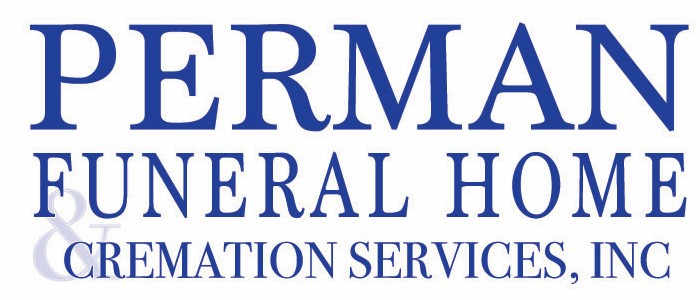 PERMAN
FUNERAL HOME
& CREMATION SERVICES, INC